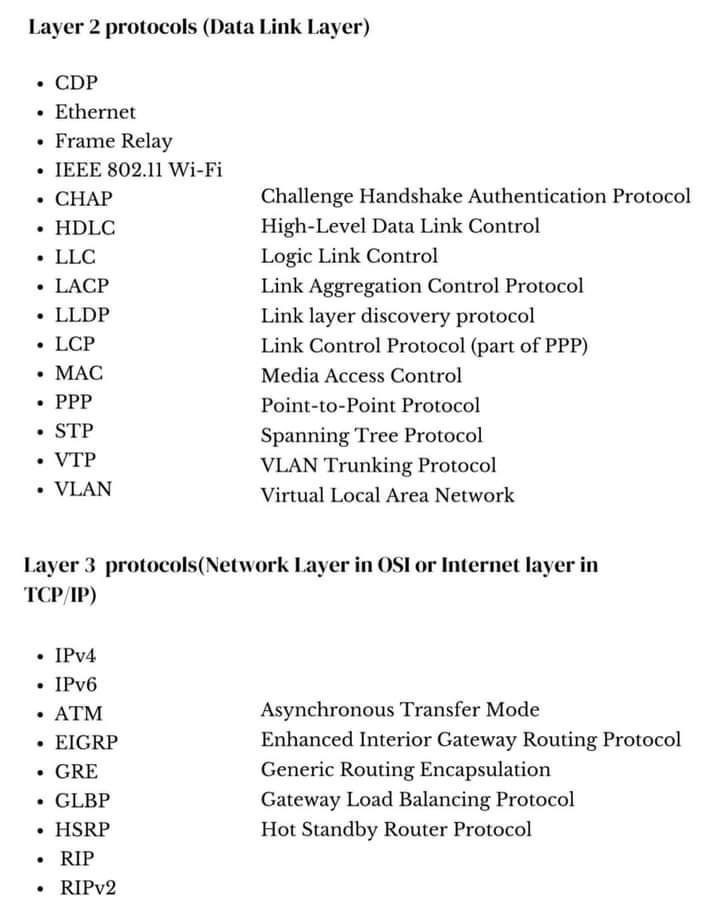 Layer 2 protocols (Data Link Layer)
• CDP
• Ethernet
• Frame Relay
• IEEE 802.11 Wi-Fi
• CHAP Challenge Handshake Authentication Protocol
• HDLC High-Level Data Link Control
• LLC Logic Link Control
• LACP Link Aggregation Control Protocol
• LLDP Link layer discovery protocol
• LCP Link Control Protocol (part of PPP)
• MAC Media Access Control
• PPP Point-to-Point Protocol
• STP Spanning Tree Protocol
• VTP VLAN Trunking Protocol
• VLAN Virtual Local Area Network
Layer 3 protocols(Network Layer in OSI or Internet layer in
TCP/IP)
• IPv4
• IPv6
• ATM Asynchronous Transfer Mode
• EIGRP Enhanced Interior Gateway Routing Protocol
• GRE Generic Routing Encapsulation
• GLBP Gateway Load Balancing Protocol
• HSRP Hot Standby Router Protocol
• RIP
• RIPv2